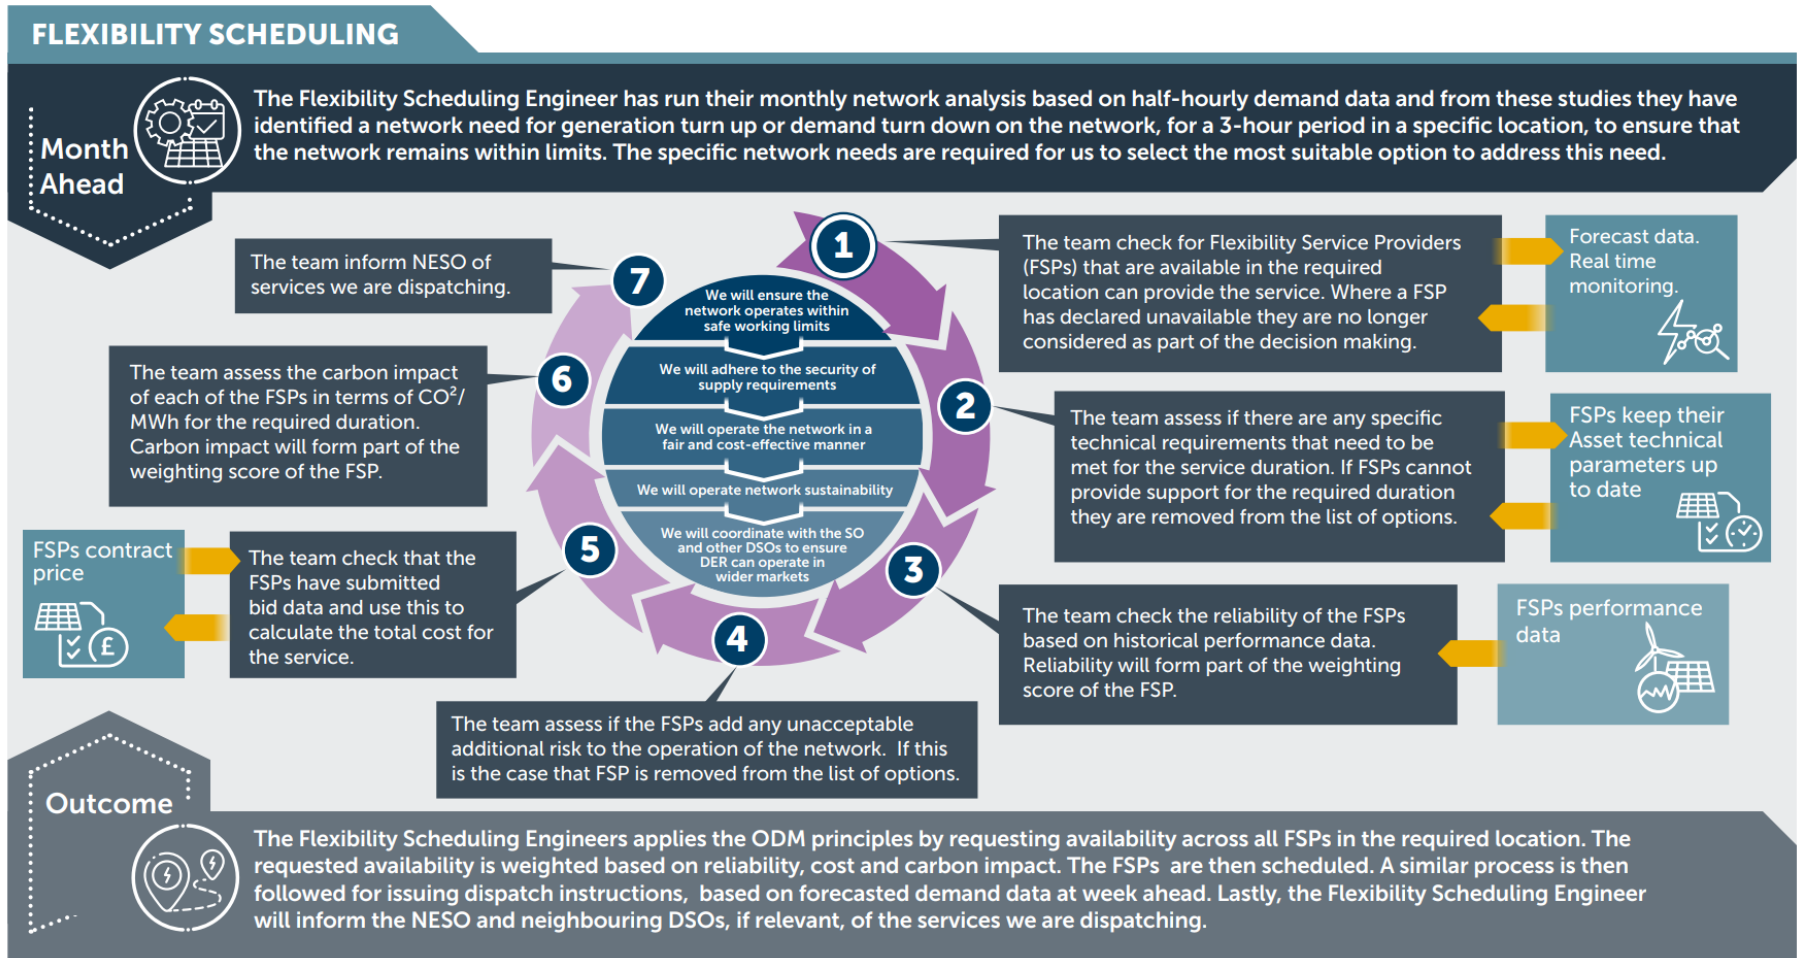 FLEXIBILITY SCHEDULING
Month
Ahead
The Flexibility Scheduling Engineer has run their monthly network analysis based on half-hourly demand data and from these studies they have
identified a network need for generation turn up or demand turn down on the network, for a 3-hour period in a specific location, to ensure that
the network remains within limits. The specific network needs are required for us to select the most suitable option to address this need.
1
The team check for Flexibility Service Providers
(FSPs) that are available in the required
location can provide the service. Where a FSP
has declared unavailable they are no longer
considered as part of the decision making.
Forecast data.
Real time
monitoring.
2
The team assess if there are any specific
technical requirements that need to be
met for the service duration. If FSPs cannot
provide support for the required duration
they are removed from the list of options.
FSPs keep their
Asset technical
parameters up
to date
3
The team check the reliability of the FSPs
based on historical performance data.
Reliability will form part of the weighting
score of the FSP.
FSPs performance
data
4
The team assess if the FSPs add any unacceptable
additional risk to the operation of the network.  If this
is the case that FSP is removed from the list of options.
5
The team check that the
FSPs have submitted
bid data and use this to
calculate the total cost for
the service.
FSPs contract
price
£
6
The team assess the carbon impact
of each of the FSPs in terms of CO²/
MWh for the required duration.
Carbon impact will form part of the
weighting score of the FSP.
7
The team inform NESO of
services we are dispatching.
We will ensure the
network operates within
safe working limits
We will adhere to the security of
supply requirements
We will operate the network in a
fair and cost-effective manner
We will operate network sustainability
We will coordinate with the SO
and other DSOs to ensure
DER can operate in
wider markets
Outcome
The Flexibility Scheduling Engineers applies the ODM principles by requesting availability across all FSPs in the required location. The
requested availability is weighted based on reliability, cost and carbon impact. The FSPs  are then scheduled. A similar process is then
followed for issuing dispatch instructions,  based on forecasted demand data at week ahead. Lastly, the Flexibility Scheduling Engineer
will inform the NESO and neighbouring DSOs, if relevant, of the services we are dispatching.